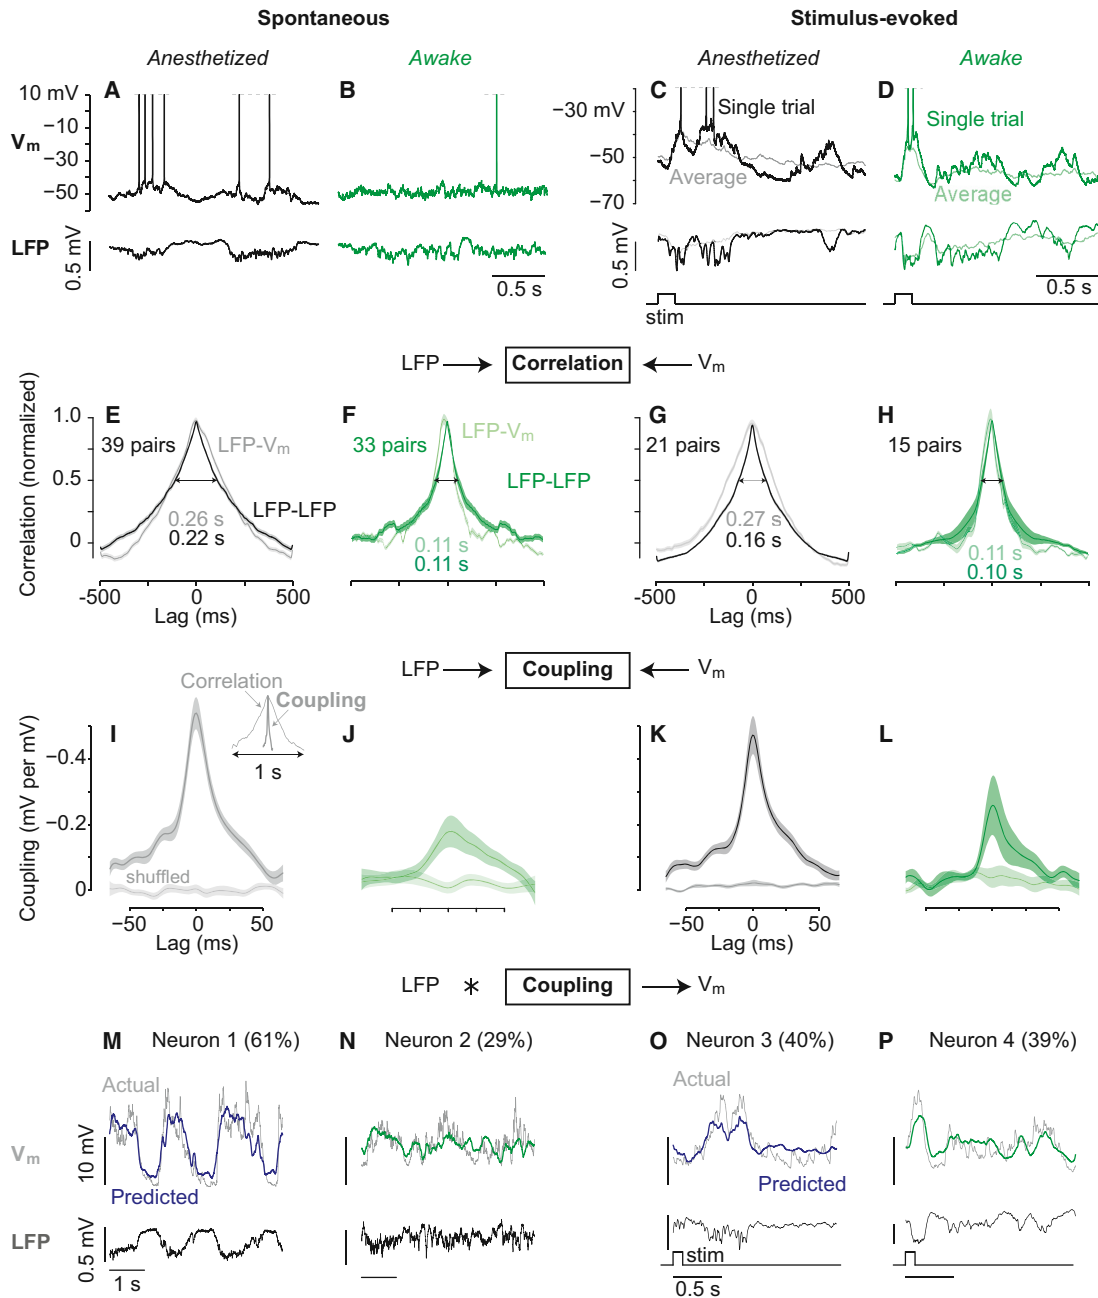 Spontaneous
Stimulus-evoked
Anesthetized
Awake
Anesthetized
Awake
A
B
C
D
10 mV
−10
−30
−50
Vm
−30 mV
−50
−70
Single trial
Average
Single trial
Average
LFP
0.5 mV
0.5 mV
0.5 s
0.5 s
stim
LFP
Correlation
Vm
Correlation (normalized)
1.0
0.5
0
E
39 pairs
LFP-Vm
LFP-LFP
0.26 s
0.22 s
F
33 pairs
LFP-Vm
LFP-LFP
0.11 s
0.11 s
G
21 pairs
0.27 s
0.16 s
H
15 pairs
0.11 s
0.10 s
-500 0 500
Lag (ms)
-500 0 500
Lag (ms)
LFP
Coupling
Vm
Coupling (mV per mV)
−0.4
−0.2
0
I
Correlation
Coupling
1 s
shuffled
J
K
L
−50 0 50
Lag (ms)
−50 0 50
Lag (ms)
LFP * Coupling Vm
M Neuron 1 (61%)
N Neuron 2 (29%)
O Neuron 3 (40%)
P Neuron 4 (39%)
Actual
Predicted
Vm
10 mV
Actual
Predicted
LFP
0.5 mV
1 s
stim
0.5 s